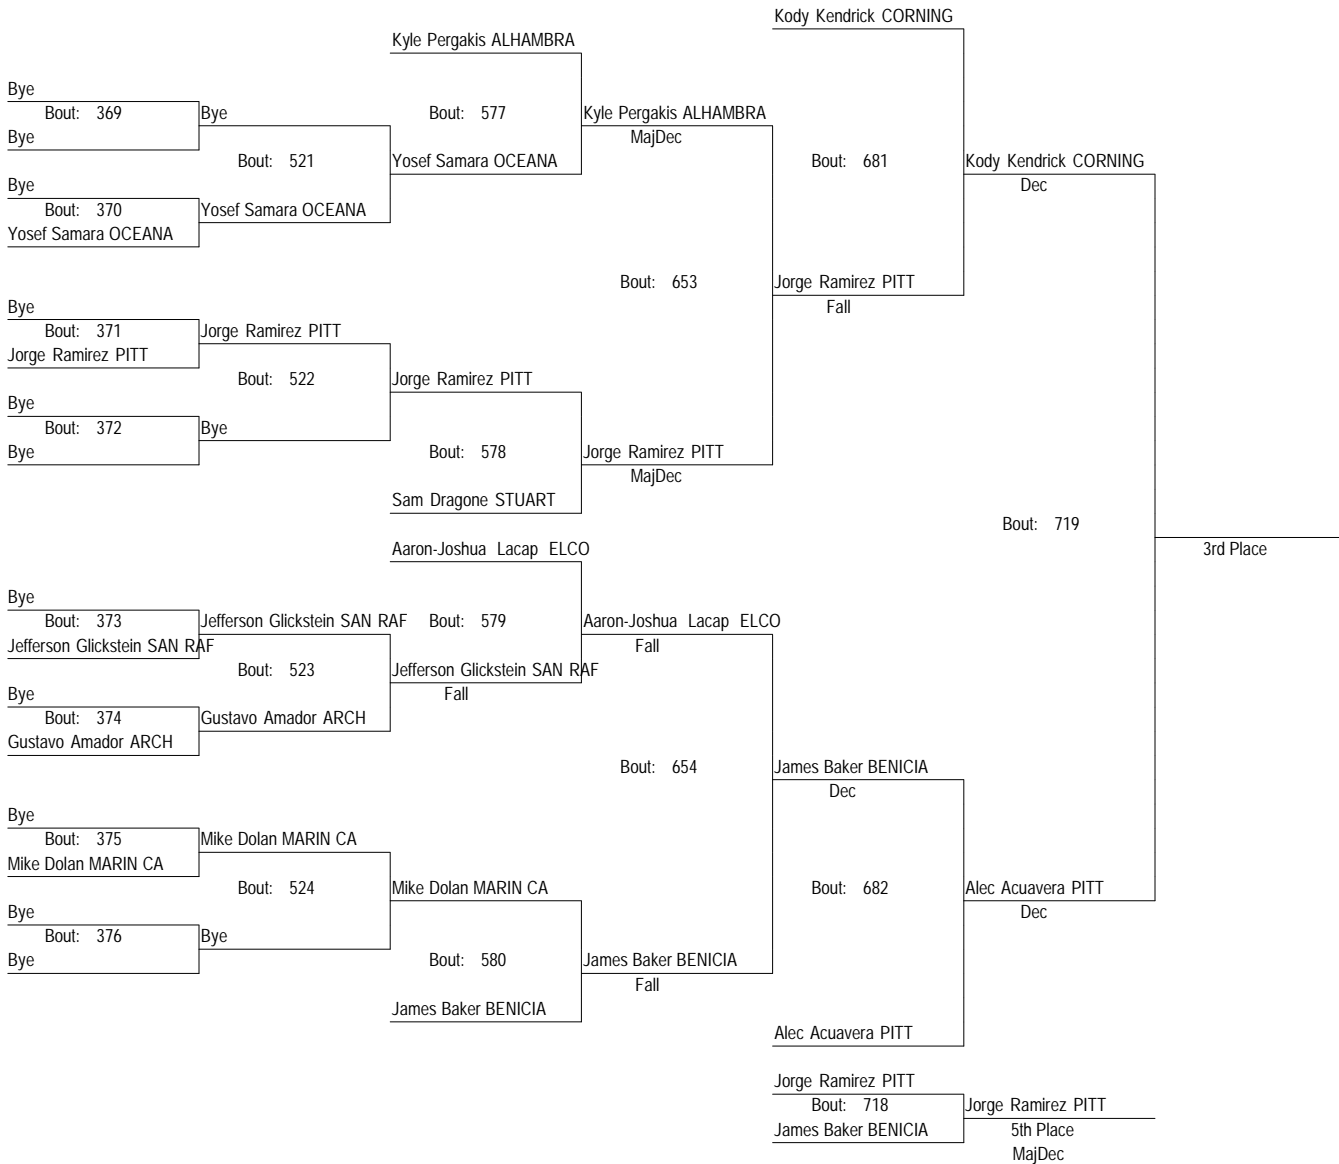 Kody Kendrick CORNING
Kyle Pergakis ALHAMBRA
Bye
Bout: 369
Bye
Bout: 577
Kyle Pergakis ALHAMBRA
Bye
MajDec
Bout: 521
Yosef Samara OCEANA
Bout: 681
Kody Kendrick CORNING
Bye
Dec
Bout: 370
Yosef Samara OCEANA
Yosef Samara OCEANA
Bout: 653
Jorge Ramirez PITT
Bye
Fall
Bout: 371
Jorge Ramirez PITT
Jorge Ramirez PITT
Bout: 522
Jorge Ramirez PITT
Bye
Bout: 372
Bye
Bout: 578
Jorge Ramirez PITT
Bye
MajDec
Sam Dragone STUART
Bout: 719
Aaron-Joshua Lacap ELCO
3rd Place
Bye
Bout: 373
Jefferson Glickstein SAN RAF
Bout: 579
Aaron-Joshua Lacap ELCO
Jefferson Glickstein SAN RAF
Fall
Bout: 523
Jefferson Glickstein SAN RAF
Bye
Fall
Bout: 374
Gustavo Amador ARCH
Gustavo Amador ARCH
Bout: 654
James Baker BENICIA
Dec
Bye
Bout: 375
Mike Dolan MARIN CA
Mike Dolan MARIN CA
Bout: 524
Mike Dolan MARIN CA
Bout: 682
Alec Acuavera PITT
Bye
Dec
Bout: 376
Bye
Bye
Bout: 580
James Baker BENICIA
Fall
James Baker BENICIA
Alec Acuavera PITT
Jorge Ramirez PITT
Bout: 718
Jorge Ramirez PITT
James Baker BENICIA
5th Place
MajDec